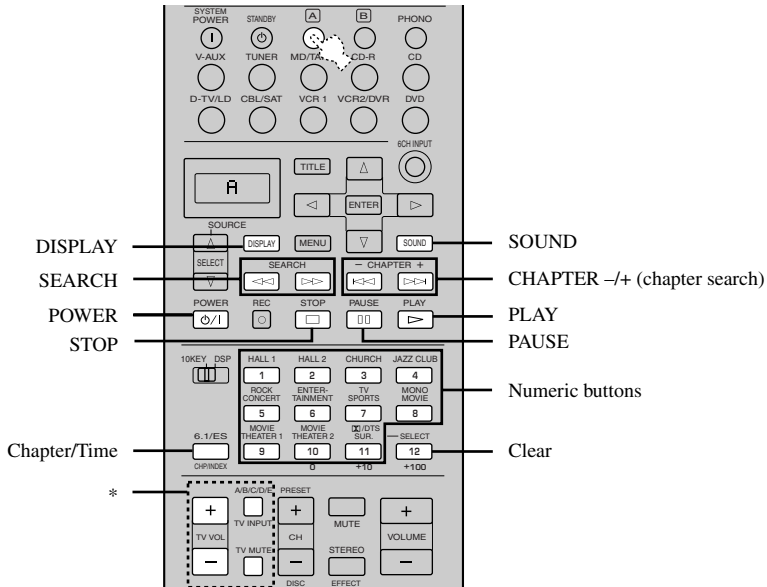 SYSTEM
POWER STANDBY A B PHONO
V-AUX TUNER MD/TA CD-R CD
D-TV/LD CBL/SAT VCR 1 VCR2/DVR DVD
6CH INPUT
TITLE
A
ENTER
SOURCE
DISPLAY DISPLAY MENU SOUND SOUND
SELECT
SEARCH SEARCH – CHAPTER + CHAPTER –/+ (chapter search)
POWER POWER REC STOP PAUSE PLAY PLAY
STOP PAUSE
10KEY DSP HALL 1 HALL 2 CHURCH JAZZ CLUB
1 2 3 4
ROCK CONCERT ENTER-TAINMENT TV SPORTS MONO MOVIE
Numeric buttons
5 6 7 8
MOVIE THEATER 1 MOVIE THEATER 2 /DTS SUR. SELECT
6.1/ES
Chapter/Time 9 10 11 12 Clear
CHP/INDEX 0 +10 +100
*
A/B/C/D/E PRESET
+ + +
TV INPUT MUTE
TV VOL CH VOLUME
TV MUTE STEREO
– – –
DISC EFFECT